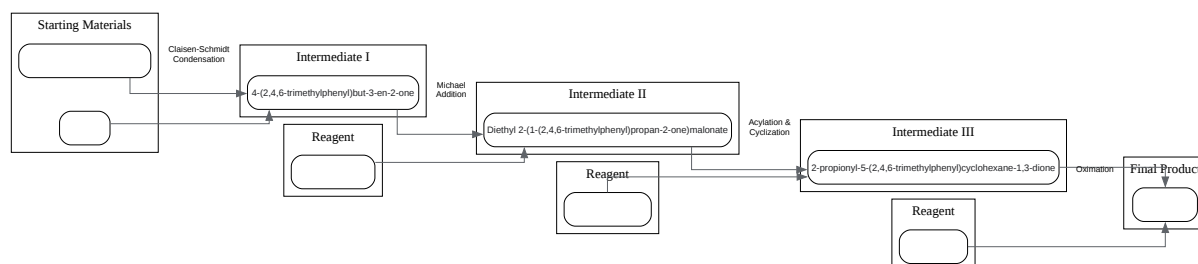 Starting Materials
Claisen-Schmidt
Condensation
Intermediate I
4-(2,4,6-trimethylphenyl)but-3-en-2-one
Reagent
Michael
Addition
Intermediate II
Diethyl 2-(1-(2,4,6-trimethylphenyl)propan-2-one)malonate
Reagent
Acylation &
Cyclization
Intermediate III
2-propionyl-5-(2,4,6-trimethylphenyl)cyclohexane-1,3-dione
Reagent
Oximation
Final Product